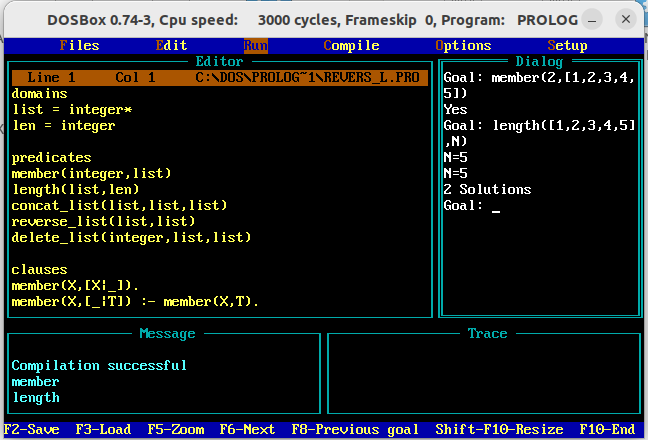 DOSBox 0.74-3, Cpu speed: 3000 cycles, Frameskip 0, Program: PROLOG
Files Edit Run Compile Options Setup
Editor
Line 1 Col 1 C:\DOS\PROLOG~1\REVERS_L.PRO
domains
list = integer*
len = integer
predicates
member(integer,list)
length(list,len)
concat_list(list,list,list)
reverse_list(list,list)
delete_list(integer,list,list)
clauses
member(X,[X|_]).
member(X,[_|T]) :- member(X,T).
Dialog
Goal: member(2,[1,2,3,4,
5])
Yes
Goal: length([1,2,3,4,5]
,N)
N=5
N=5
2 Solutions
Goal: _
Message
Compilation successful
member
length
Trace
F2-Save F3-Load F5-Zoom F6-Next F8-Previous goal Shift-F10-Resize F10-End